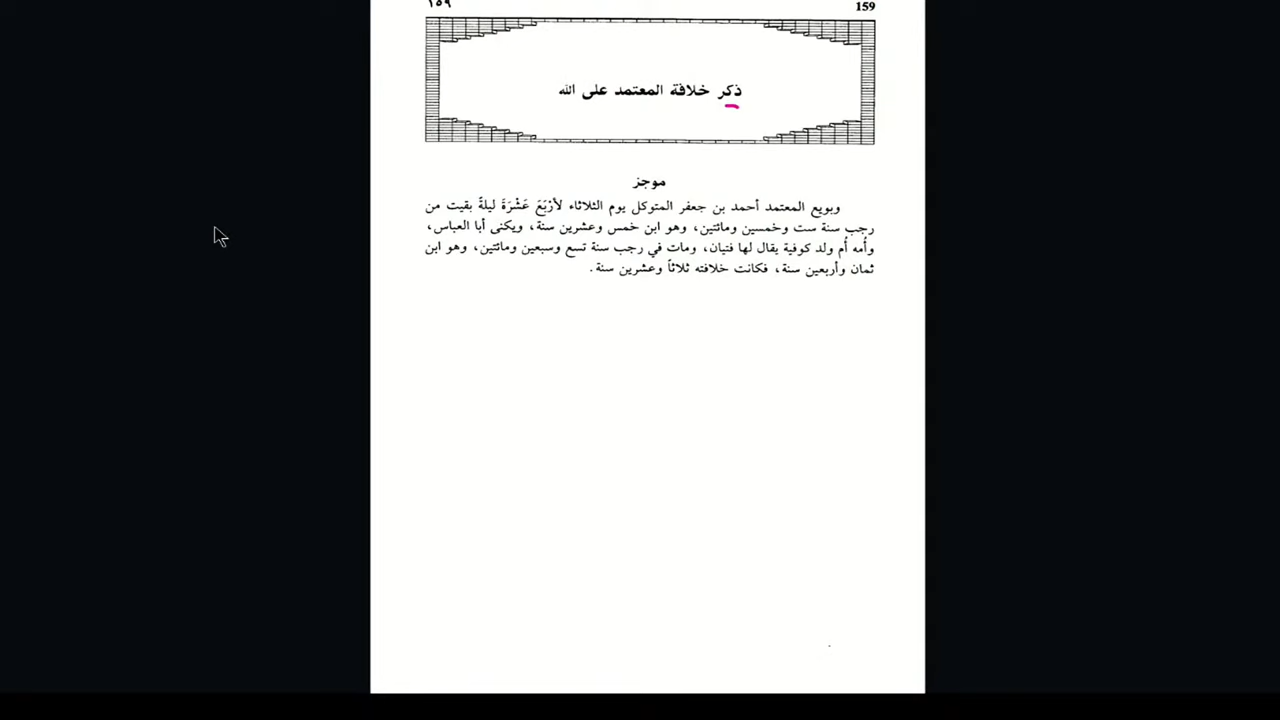 ١٥٩ 159
ذكر خلافة المعتمد على الله
موجز
وبويع المعتمد أحمد بن جعفر المتوكل يوم الثلاثاء لأَرْبَعَ عَشْرَةَ ليلةً بقيت من
رجب سنة ست وخمسين ومائتين، وهو ابن خمس وعشرين سنة، ويكنى أبا العباس،
وأُمه أُم ولد كوفية يقال لها فتيان، ومات في رجب سنة تسع وسبعين ومائتين، وهو ابن
ثمان وأربعين سنة، فكانت خلافته ثلاثاً وعشرين سنة.